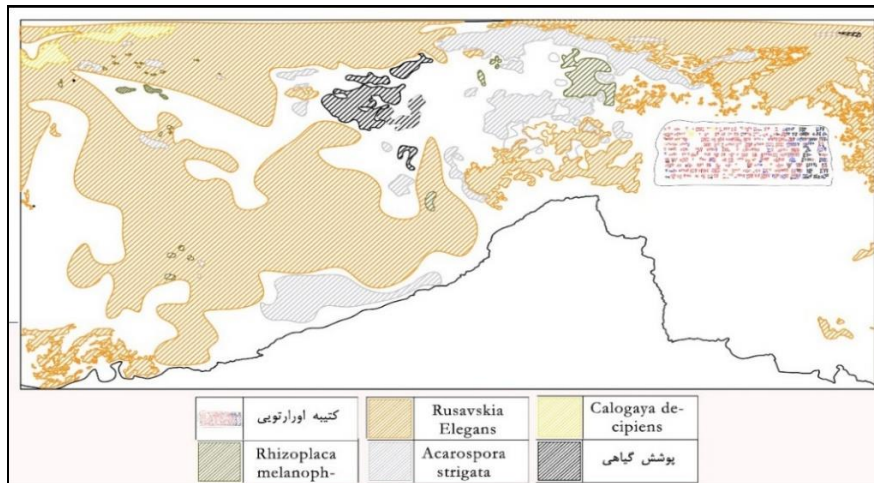 کتیبه اورارتویی
Rusavskia
Elegans
Calogaya de-
cipiens
Rhizoplaca
melanoph-
Acarospora
strigata
پوشش گیاهی